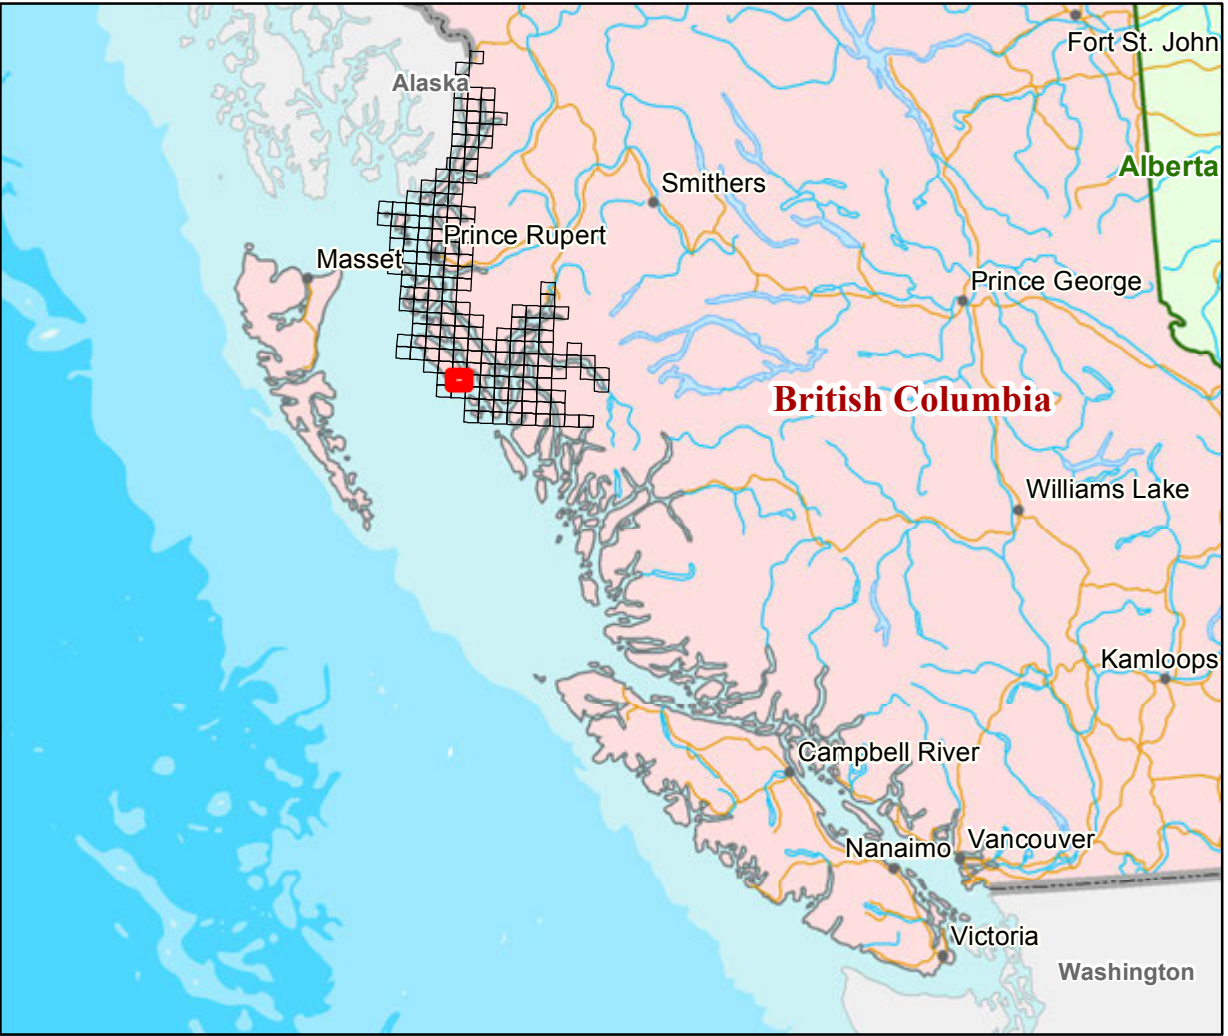 Fort St. John
Alaska
Alberta
Smithers
Prince Rupert
Masset
Prince George
British Columbia
Williams Lake
Kamloops
Campbell River
Vancouver
Nanaimo
Victoria
Washington